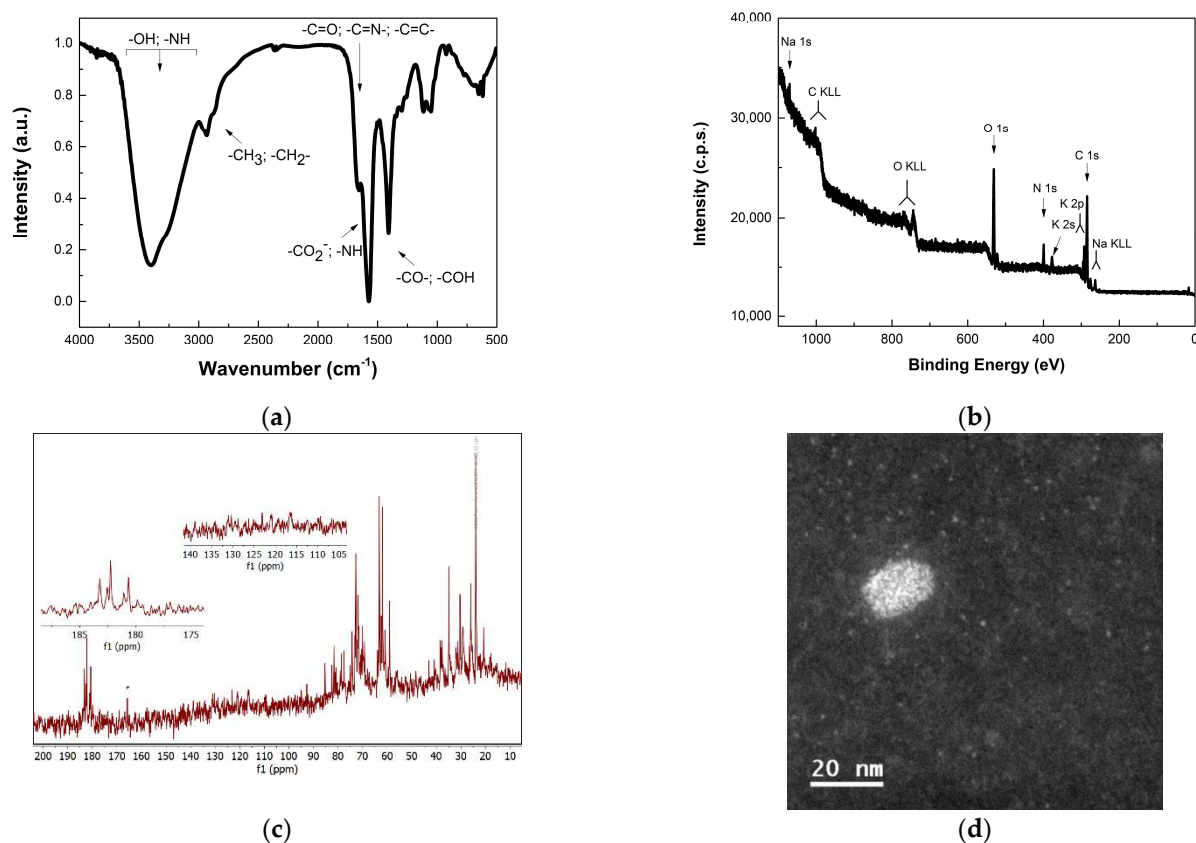 (a)
-OH; -NH
-C=O; -C=N-; -C=C-
-CH3; -CH2-
-CO2-; -NH
-CO-; -COH
1.0
0.8
0.6
0.4
0.2
0.0
Intensity (a.u.)
4000 3500 3000 2500 2000 1500 1000 500
Wavenumber (cm-1)
(a)
40,000
30,000
20,000
10,000
Intensity (c.p.s.)
Na 1s
C KLL
O KLL
O 1s
N 1s
K 2s
K 2p
C 1s
Na KLL
1000 800 600 400 200 0
Binding Energy (eV)
(b)
140 135 130 125 120 115 110 105
f1 (ppm)
185 180 175
f1 (ppm)
*
200 190 180 170 160 150 140 130 120 110 100 90 80 70 60 50 40 30 20 10
f1 (ppm)
(c)
20 nm
(d)